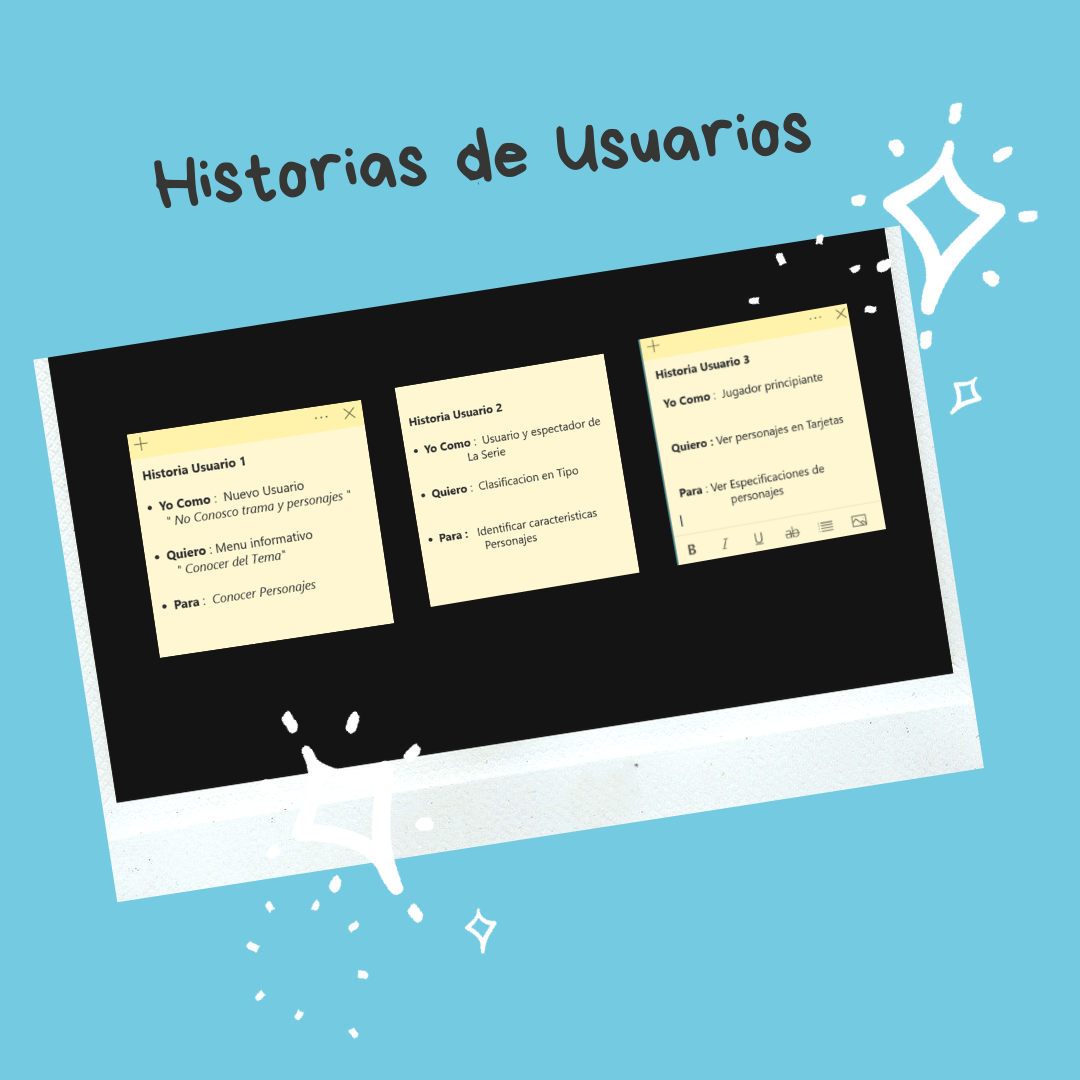 Historias de Usuarios
Historia Usuario 1
• Yo Como : Nuevo Usuario
" No Conosco trama y personajes "
• Quiero : Menu informativo
" Conocer del Tema"
• Para : Conocer Personajes
Historia Usuario 2
• Yo Como : Usuario y espectador de
La Serie
• Quiero : Clasificacion en Tipo
• Para : Identificar caracteristicas
Personajes
Historia Usuario 3
Yo Como : Jugador principiante
Quiero : Ver personajes en Tarjetas
Para : Ver Especificaciones de
personajes
B I U ab